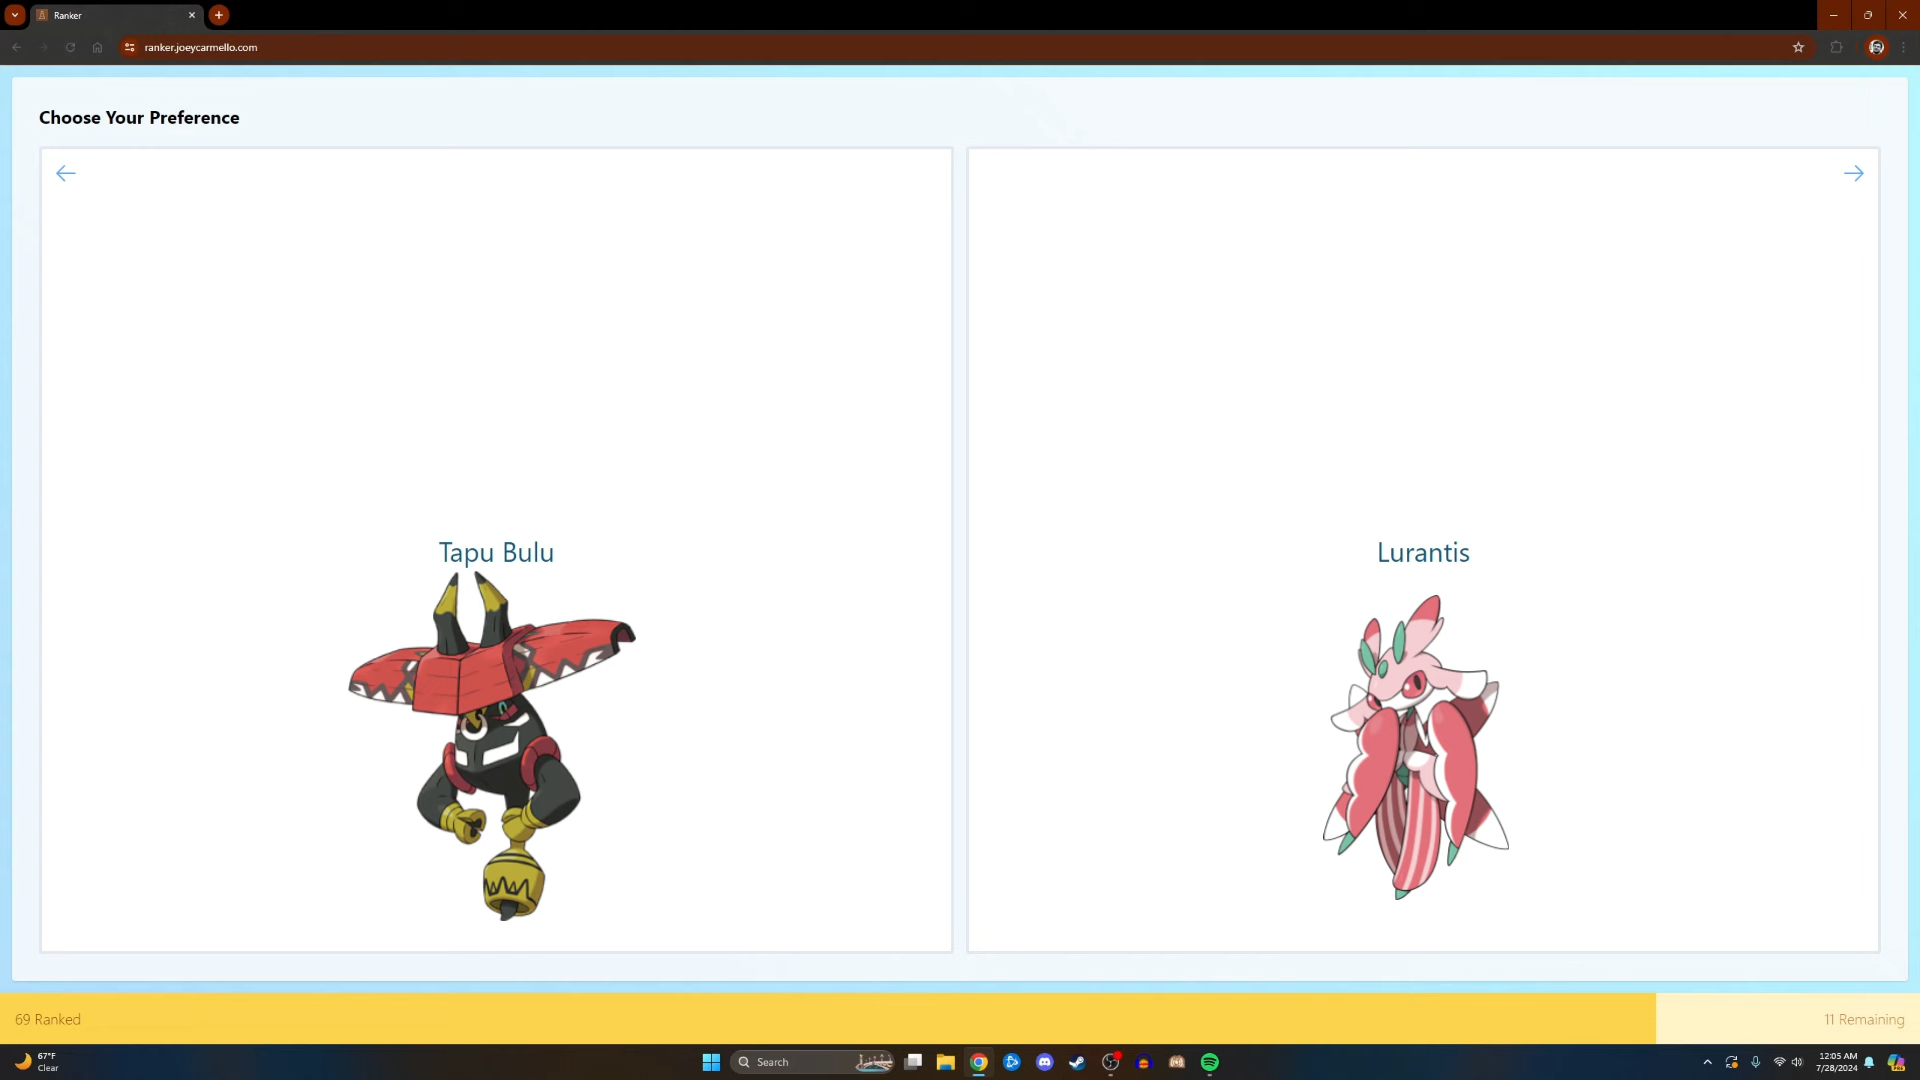 Ranker
ranker.joeycarmello.com
Choose Your Preference
Tapu Bulu
Lurantis
69 Ranked
11 Remaining
67°F
Clear
Search
12:05 AM
7/28/2024